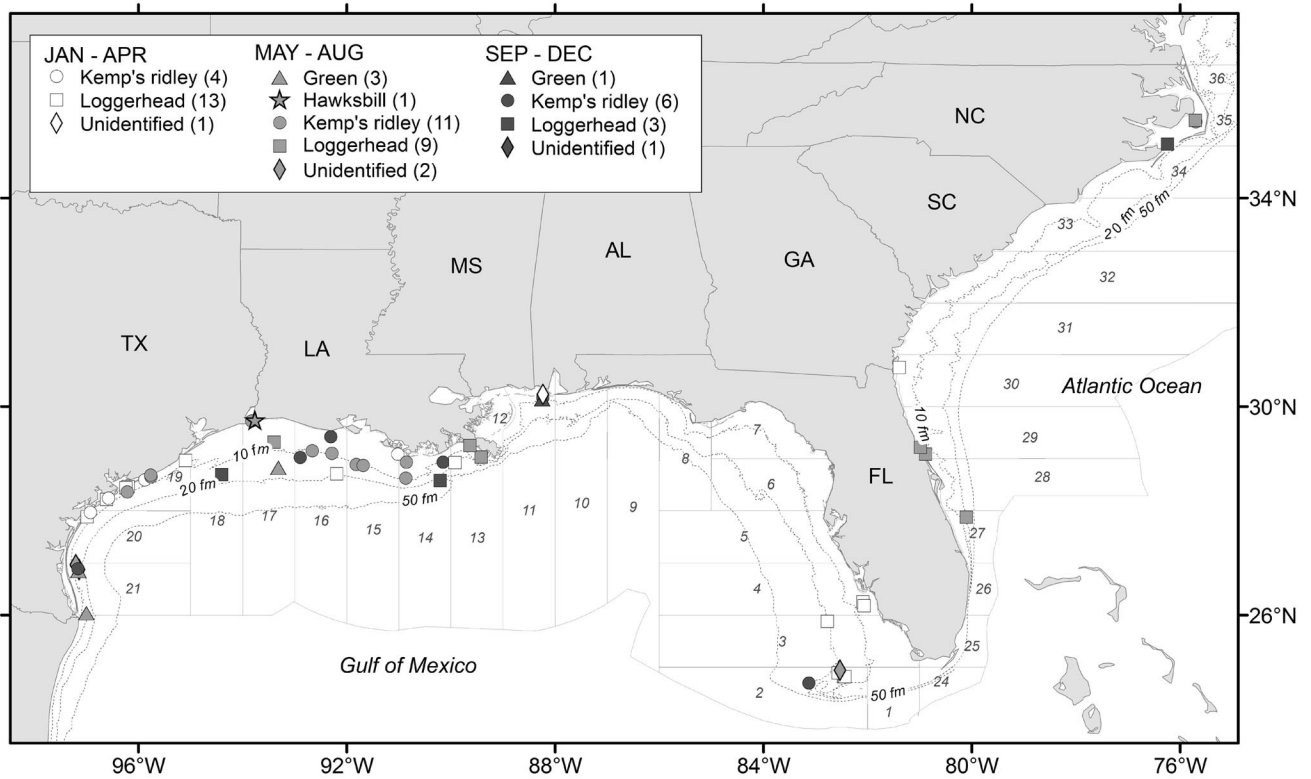 JAN - APR
Kemp's ridley (4)
Loggerhead (13)
Unidentified (1)
MAY - AUG
Green (3)
Hawksbill (1)
Kemp's ridley (11)
Loggerhead (9)
Unidentified (2)
SEP - DEC
Green (1)
Kemp's ridley (6)
Loggerhead (3)
Unidentified (1)
36
NC
35
34
34°N
SC
50 fm
20 fm
33
MS
AL
GA
32
31
TX
LA
30
Atlantic Ocean
30°N
12
10 fm
7
29
10 fm
8
28
19
20 fm
50 fm
6
FL
18
17
16
15
14
13
11
10
9
5
27
20
21
4
26
26°N
3
25
Gulf of Mexico
2
50 fm
24
1
96°W
92°W
88°W
84°W
80°W
76°W